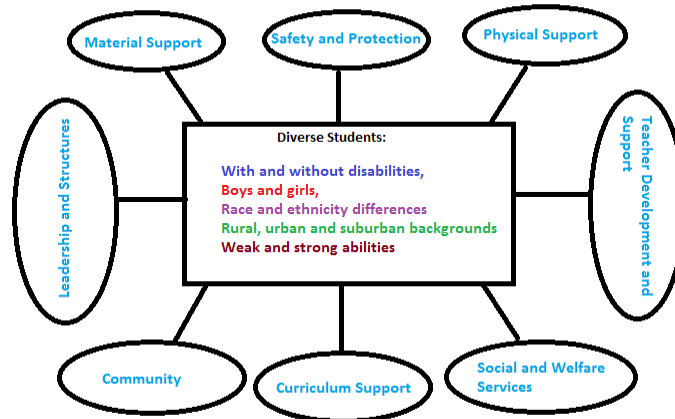 Material Support
Safety and Protection
Physical Support
Leadership and Structures
Diverse Students:
With and without disabilities,
Boys and girls,
Race and ethnicity differences
Rural, urban and suburban backgrounds
Weak and strong abilities
Teacher Development and
Support
Community
Curriculum Support
Social and Welfare
Services